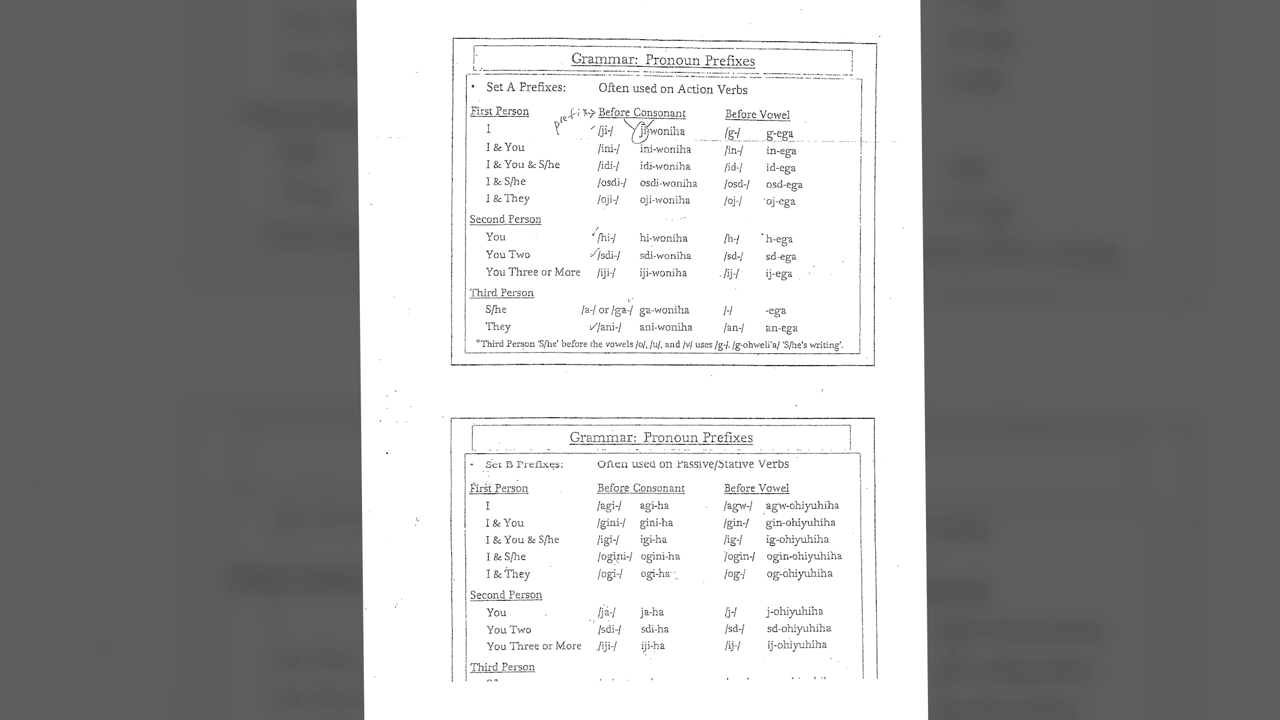 Grammar: Pronoun Prefixes
• Set A Prefixes: Often used on Action Verbs
First Person prefix → Before Consonant Before Vowel
I /ji-/ ji-woniha /g-/ g-ega
I & You /ini-/ ini-woniha /in-/ in-ega
I & You & S/he /idi-/ idi-woniha /id-/ id-ega
I & S/he /osdi-/ osdi-woniha /osd-/ osd-ega
I & They /oji-/ oji-woniha /oj-/ oj-ega
Second Person
You /hi-/ hi-woniha /h-/ h-ega
You Two /sdi-/ sdi-woniha /sd-/ sd-ega
You Three or More /iji-/ iji-woniha /ij-/ ij-ega
Third Person
S/he /a-/ or /ga-/ ga-woniha /-/ -ega
They /ani-/ ani-woniha /an-/ an-ega
*Third Person 'S/he' before the vowels /o/, /u/, and /v/ uses /g-/. /g-ohweli'a/ 'S/he's writing'.
Grammar: Pronoun Prefixes
• Set B Prefixes: Often used on Passive/Stative Verbs
First Person Before Consonant Before Vowel
I /agi-/ agi-ha /agw-/ agw-ohiyuhiha
I & You /gini-/ gini-ha /gin-/ gin-ohiyuhiha
I & You & S/he /igi-/ igi-ha /ig-/ ig-ohiyuhiha
I & S/he /ogini-/ ogini-ha /ogin-/ ogin-ohiyuhiha
I & They /ogi-/ ogi-ha /og-/ og-ohiyuhiha
Second Person
You /ja-/ ja-ha /j-/ j-ohiyuhiha
You Two /sdi-/ sdi-ha /sd-/ sd-ohiyuhiha
You Three or More /iji-/ iji-ha /ij-/ ij-ohiyuhiha
Third Person